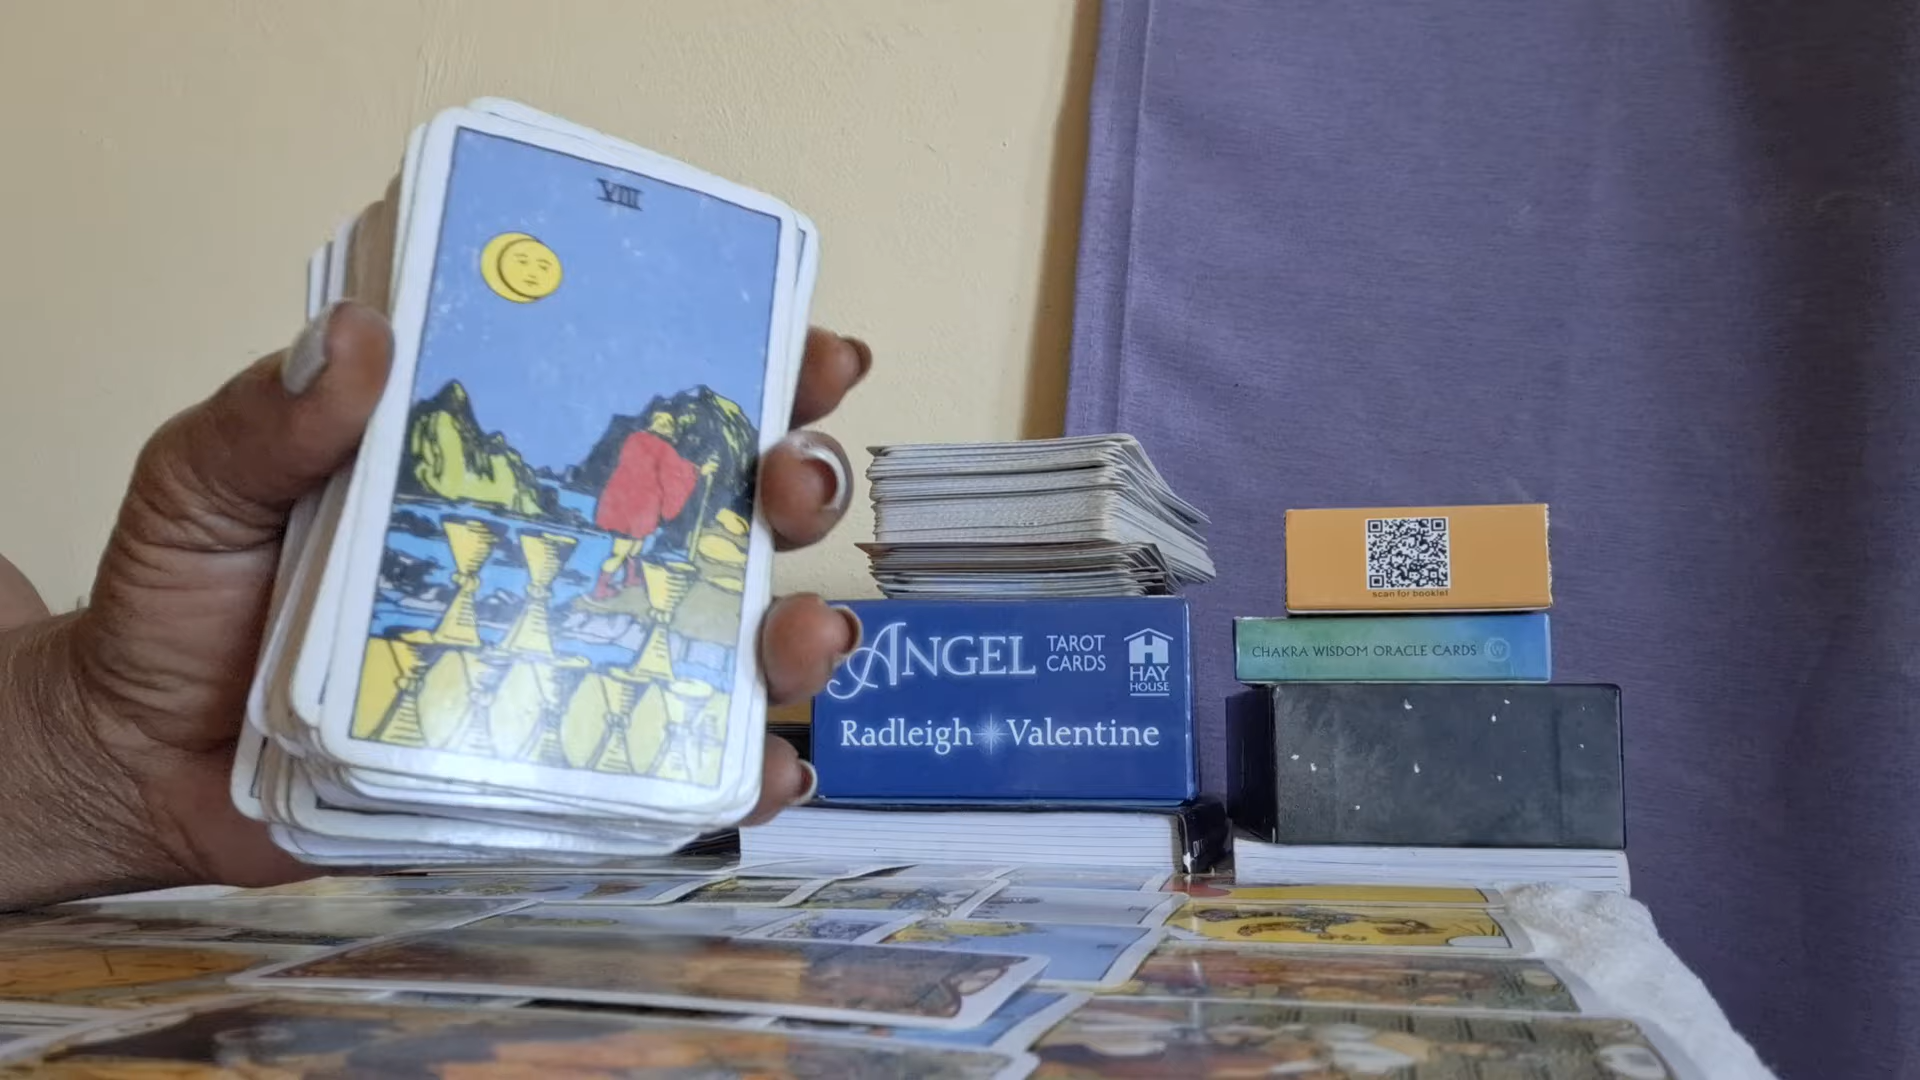 VIII
ANGEL TAROT CARDS
HAY HOUSE
Radleigh Valentine
scan for booklet
CHAKRA WISDOM ORACLE CARDS